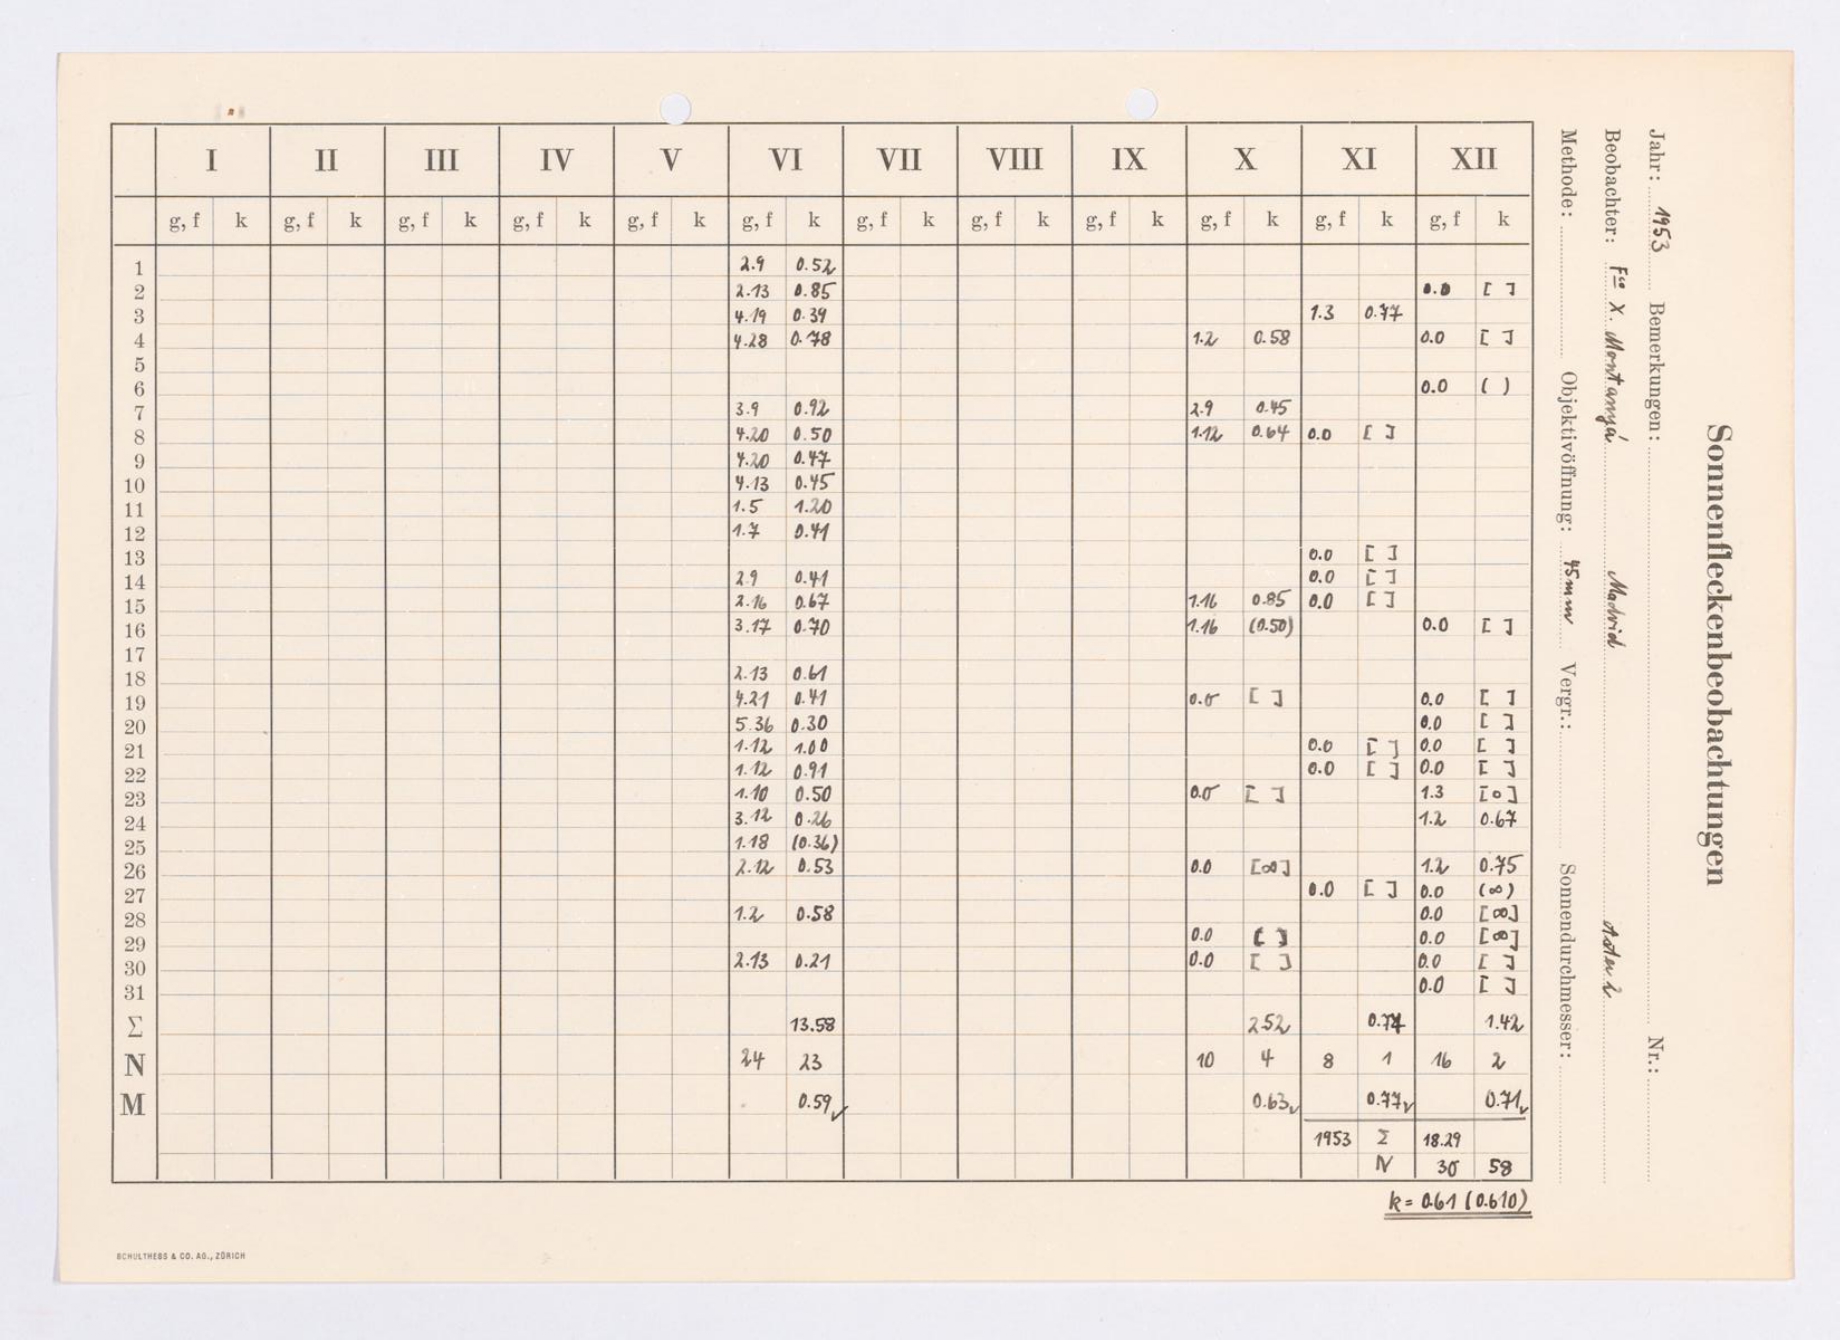 Sonnenfleckenbeobachtungen
Jahr: 1953 Bemerkungen: Nr.:
Beobachter: Fco X. Montanyá Madrid
Methode: Objektivöffnung: 45mm Vergr.: Sonnendurchmesser:
I II III IV V VI VII VIII IX X XI XII
g, f k g, f k g, f k g, f k g, f k g, f k g, f k g, f k g, f k g, f k g, f k g, f k
1 2.9 0.52
2 2.13 0.85 0.0 [ ]
3 4.19 0.39 1.3 0.77
4 4.28 0.78 1.2 0.58 0.0 [ ]
5
6 0.0 ( )
7 3.9 0.92 2.9 0.45
8 4.20 0.50 1.12 0.64 0.0 [ ]
9 4.20 0.47
10 4.13 0.45
11 1.5 1.20
12 1.7 0.41
13 0.0 [ ]
14 2.9 0.41 0.0 [ ]
15 2.16 0.67 1.16 0.85 0.0 [ ]
16 3.17 0.70 1.16 (0.50) 0.0 [ ]
17
18 2.13 0.61
19 4.21 0.41 0.0 [ ] 0.0 [ ]
20 5.36 0.30 0.0 [ ]
21 1.12 1.00 0.0 [ ] 0.0 [ ]
22 1.12 0.91 0.0 [ ] 0.0 [ ]
23 1.10 0.50 0.0 [ ] 1.3 [0]
24 3.12 0.26 1.2 0.67
25 1.18 (0.36)
26 2.12 0.53 0.0 [∞] 1.2 0.75
27 0.0 [ ] 0.0 (∞)
28 1.2 0.58 0.0 [∞]
29 0.0 [ ] 0.0 [∞]
30 2.13 0.21 0.0 [ ] 0.0 [ ]
31 0.0 [ ]
Σ 13.58 2.52 1.42
N 24 23 10 4 8 1 16 2
M 0.59✓ 0.63✓ 0.77✓ 0.71✓
1953 Σ 18.29
N 30 58
k = 0.61 (0.610)
SCHULTHESS & CO. AG., ZÜRICH